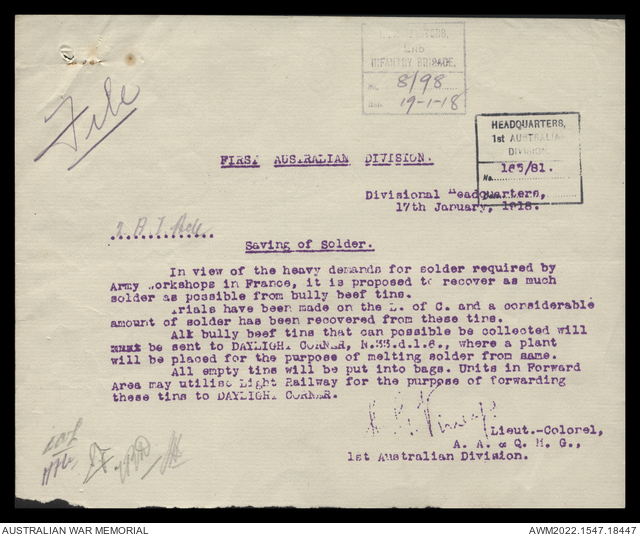 HEADQUARTERS,
2ND
INFANTRY BRIGADE.
No. 8/98
Date 19-1-18
File
HEADQUARTERS,
1st AUSTRALIAN
DIVISION
No. 165/81.
FIRST AUSTRALIAN DIVISION.
Divisional Headquarters,
17th January, 1918.
Saving of Solder.
In view of the heavy demands for solder required by
Army workshops in France, it is proposed to recover as much
solder as possible from bully beef tins.
Trials have been made on the L. of C. and a considerable
amount of solder has been recovered from these tins.
All bully beef tins that can possible be collected will
be sent to DAYLIGHT CORNER, N.33.d.1.6., where a plant
will be placed for the purpose of melting solder from same.
All empty tins will be put into bags. Units in Forward
Area may utilise Light Railway for the purpose of forwarding
these tins to DAYLIGHT CORNER.
Lieut.-Colonel,
A. A. & Q. M. G.,
1st Australian Division.
AUSTRALIAN WAR MEMORIAL
AWM2022.1547.18447